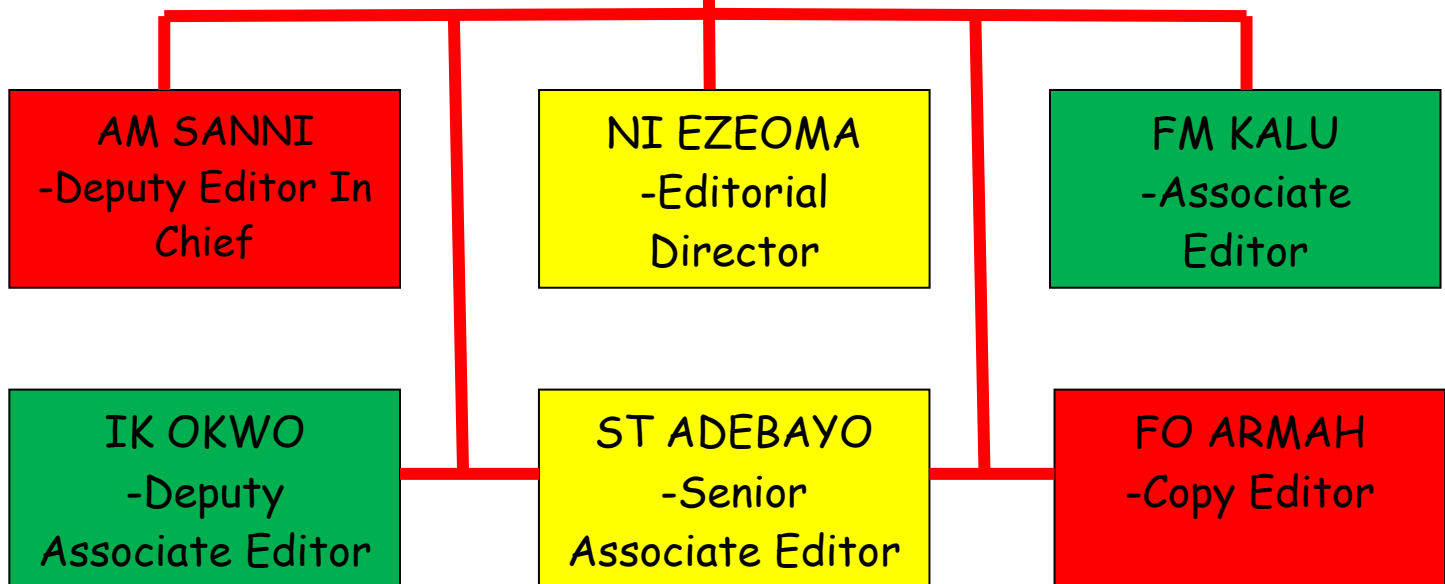 AM SANNI
-Deputy Editor In
Chief
NI EZEOMA
-Editorial
Director
FM KALU
-Associate
Editor
IK OKWO
-Deputy
Associate Editor
ST ADEBAYO
-Senior
Associate Editor
FO ARMAH
-Copy Editor